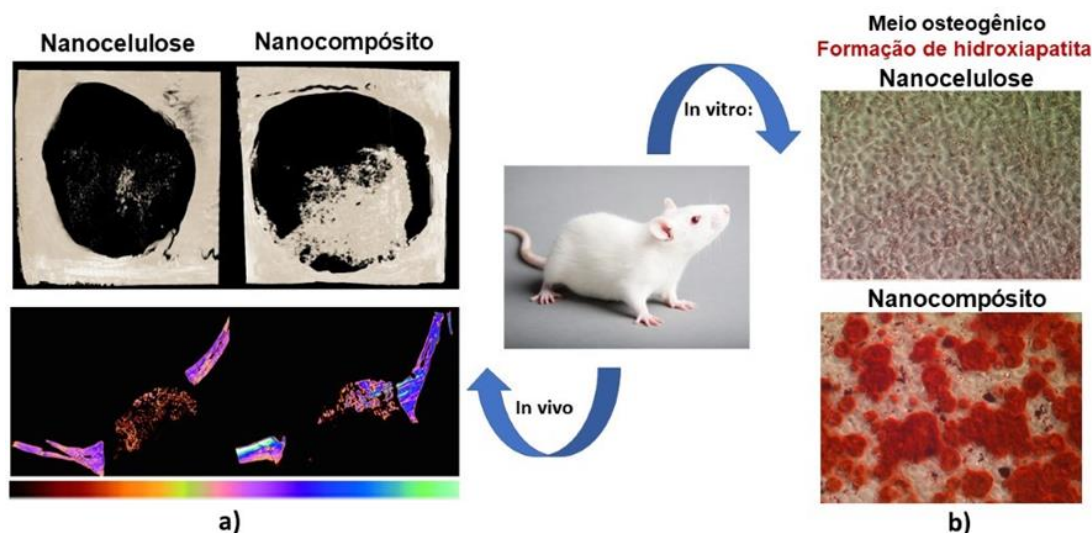 Nanocelulose
Nanocompósito
In vitro:
In vivo
a)
Meio osteogênico
Formação de hidroxiapatita
Nanocelulose
Nanocompósito
b)